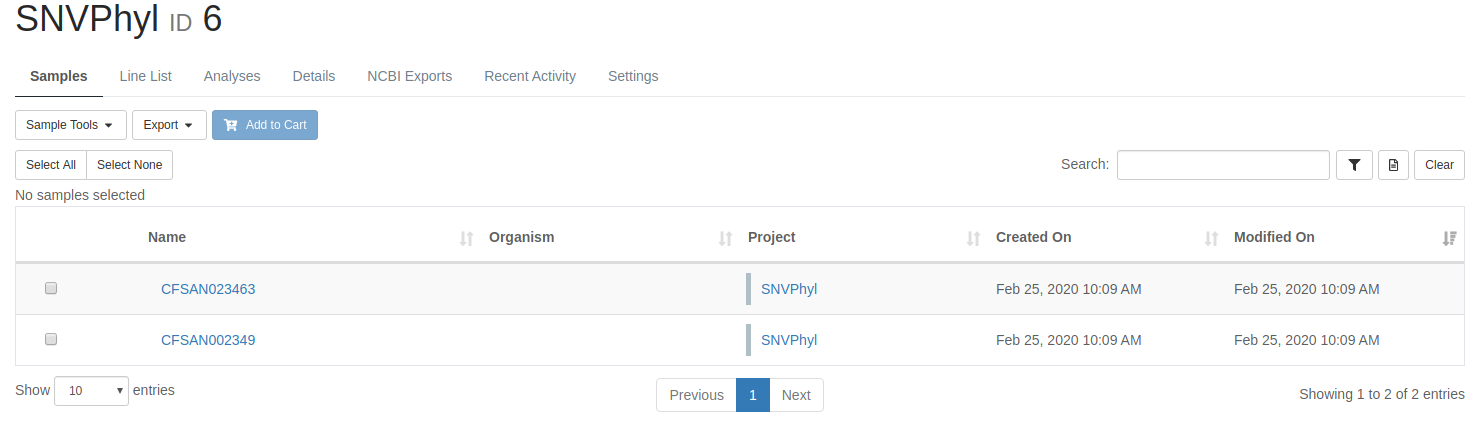 SNVPhyl ID 6
Samples Line List Analyses Details NCBI Exports Recent Activity Settings
Sample Tools Export Add to Cart
Select All Select None Search: Clear
No samples selected
Name Organism Project Created On Modified On
CFSAN023463 SNVPhyl Feb 25, 2020 10:09 AM Feb 25, 2020 10:09 AM
CFSAN002349 SNVPhyl Feb 25, 2020 10:09 AM Feb 25, 2020 10:09 AM
Show 10 entries Previous 1 Next Showing 1 to 2 of 2 entries